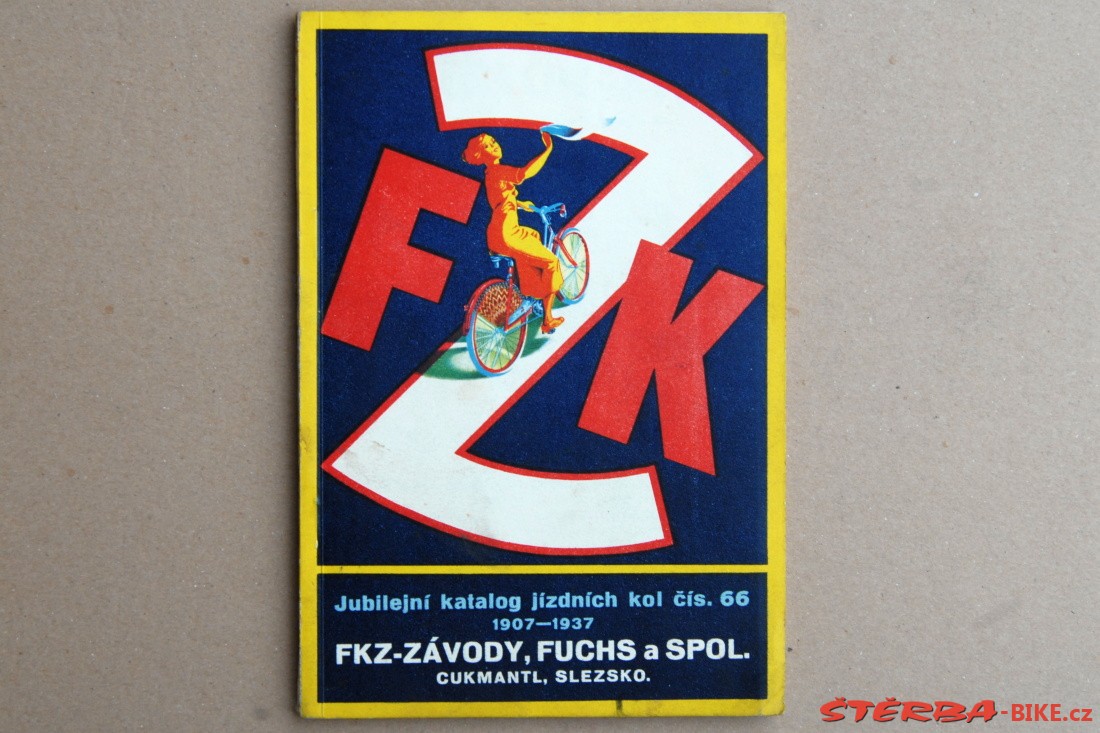 FZK
Jubilejní katalog jízdních kol čís. 66
1907—1937
FKZ-ZÁVODY, FUCHS a SPOL.
CUKMANTL, SLEZSKO.
ŠTĚRBA-BIKE.cz